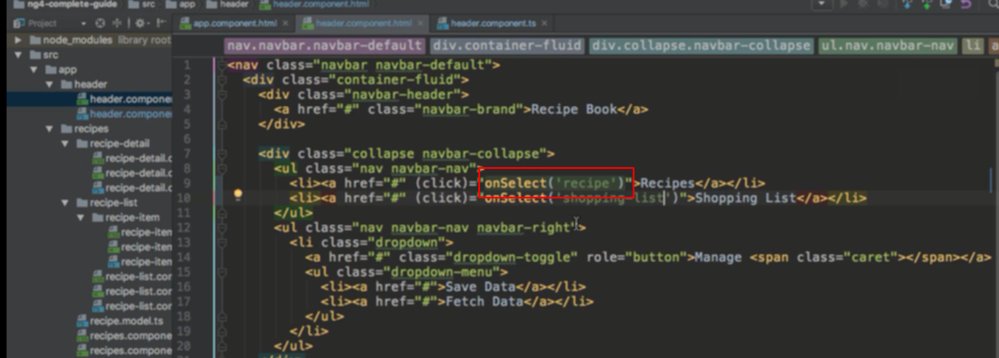 ng4-complete-guide src app header header.component.html
Project
app.component.html × header.component.html × header.component.ts ×
node_modules library root
src
app
header
header.compone
header.compone
recipes
recipe-detail
recipe-detail.c
recipe-detail.c
recipe-detail.c
recipe-list
recipe-item
recipe-iten
recipe-iten
recipe-iten
recipe-list.cor
recipe-list.cor
recipe-list.cor
recipe.model.ts
recipes.compone
recipes.compone
nav.navbar.navbar-default div.container-fluid div.collapse.navbar-collapse ul.nav.navbar-nav li a
1 <nav class="navbar navbar-default">
2 <div class="container-fluid">
3 <div class="navbar-header">
4 <a href="#" class="navbar-brand">Recipe Book</a>
5 </div>
6
7 <div class="collapse navbar-collapse">
8 <ul class="nav navbar-nav">
9 <li><a href="#" (click)="onSelect('recipe')">Recipes</a></li>
10 <li><a href="#" (click)="onSelect('shopping-list')">Shopping List</a></li>
11 </ul>
12 <ul class="nav navbar-nav navbar-right">
13 <li class="dropdown">
14 <a href="#" class="dropdown-toggle" role="button">Manage <span class="caret"></span></a>
15 <ul class="dropdown-menu">
16 <li><a href="#">Save Data</a></li>
17 <li><a href="#">Fetch Data</a></li>
18 </ul>
19 </li>
20 </ul>